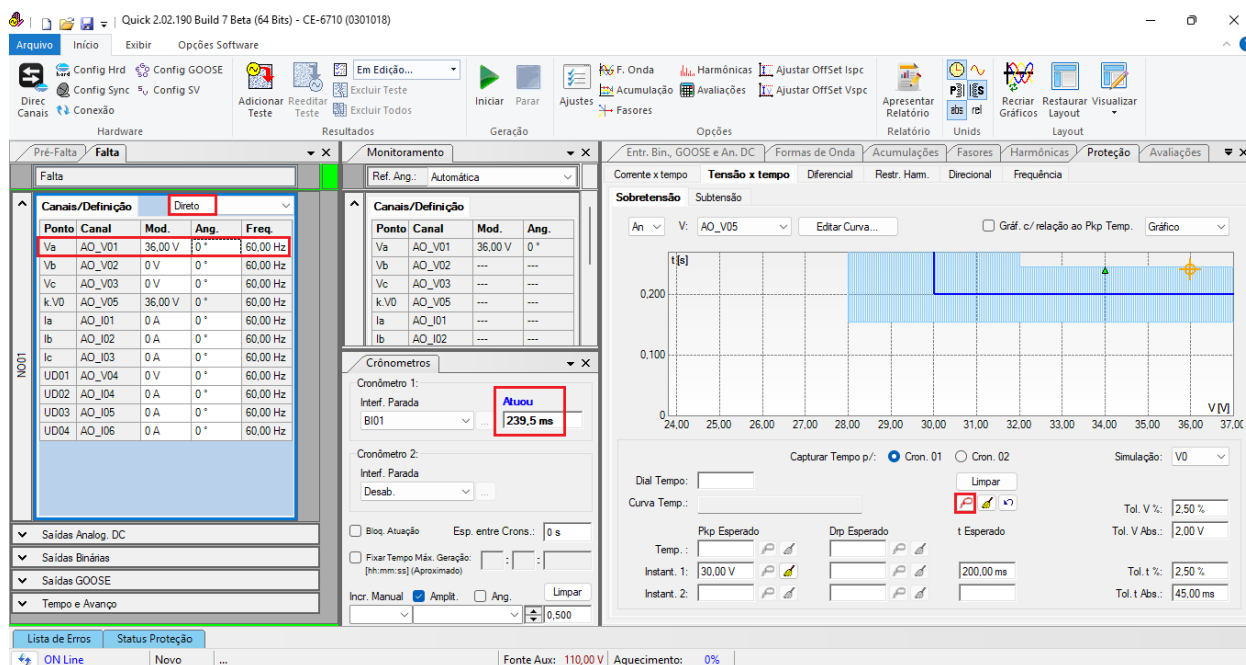 Quick 2.02.190 Build 7 Beta (64 Bits) - CE-6710 (0301018)
Arquivo Início Exibir Opções Software
Direc Canais
Config Hrd Config GOOSE
Config Sync Config SV
Conexão
Hardware
Adicionar Teste
Reeditar Teste
Em Edição...
Excluir Teste
Excluir Todos
Resultados
Iniciar Parar
Geração
Ajustes
F. Onda Harmônicas Ajustar OffSet Ispc
Acumulação Avaliações Ajustar OffSet Vspc
Fasores
Opções
Apresentar Relatório
Relatório
P S
abs rel
Unids
Recriar Gráficos
Restaurar Layout
Visualizar
Layout
Pré-Falta Falta
Falta
Canais/Definição Direto
Ponto Canal Mod. Ang. Freq.
Va AO_V01 36,00 V 0 ° 60,00 Hz
Vb AO_V02 0 V 0 ° 60,00 Hz
Vc AO_V03 0 V 0 ° 60,00 Hz
k.V0 AO_V05 36,00 V 0 ° 60,00 Hz
Ia AO_I01 0 A 0 ° 60,00 Hz
Ib AO_I02 0 A 0 ° 60,00 Hz
Ic AO_I03 0 A 0 ° 60,00 Hz
UD01 AO_V04 0 V 0 ° 60,00 Hz
UD02 AO_I04 0 A 0 ° 60,00 Hz
UD03 AO_I05 0 A 0 ° 60,00 Hz
UD04 AO_I06 0 A 0 ° 60,00 Hz
NO01
Saídas Analog. DC
Saídas Binárias
Saídas GOOSE
Tempo e Avanço
Monitoramento
Ref. Ang.: Automática
Canais/Definição
Ponto Canal Mod. Ang.
Va AO_V01 36,00 V 0 °
Vb AO_V02 --- ---
Vc AO_V03 --- ---
k.V0 AO_V05 --- ---
Ia AO_I01 --- ---
Ib AO_I02 --- ---
Crônometros
Cronômetro 1:
Interf. Parada Atuou
BI01 ... 239,5 ms
Cronômetro 2:
Interf. Parada
Desab. ...
Bloq. Atuação Esp. entre Crons.: 0 s
Fixar Tempo Máx. Geração: : :
[hh:mm:ss] (Aproximado)
Incr. Manual Amplit. Ang. Limpar
0,500
Entr. Bin., GOOSE e An. DC Formas de Onda Acumulações Fasores Harmônicas Proteção Avaliações
Corrente x tempo Tensão x tempo Diferencial Restr. Harm. Direcional Frequência
Sobretensão Subtensão
An V: AO_V05 Editar Curva... Gráf. c/ relação ao Pkp Temp. Gráfico
t [s]
0,200
0,100
0
V [V]
24,00 25,00 26,00 27,00 28,00 29,00 30,00 31,00 32,00 33,00 34,00 35,00 36,00 37,00
Capturar Tempo p/: Cron. 01 Cron. 02 Simulação: V0
Dial Tempo: Limpar
Curva Temp.: Tol. V %: 2,50 %
Pkp Esperado Drp Esperado t Esperado Tol. V Abs.: 2,00 V
Temp. :
Instant. 1: 30,00 V 200,00 ms Tol. t %: 2,50 %
Instant. 2: Tol. t Abs.: 45,00 ms
Lista de Erros Status Proteção
ON Line Novo ... Fonte Aux: 110,00 V Aquecimento: 0%